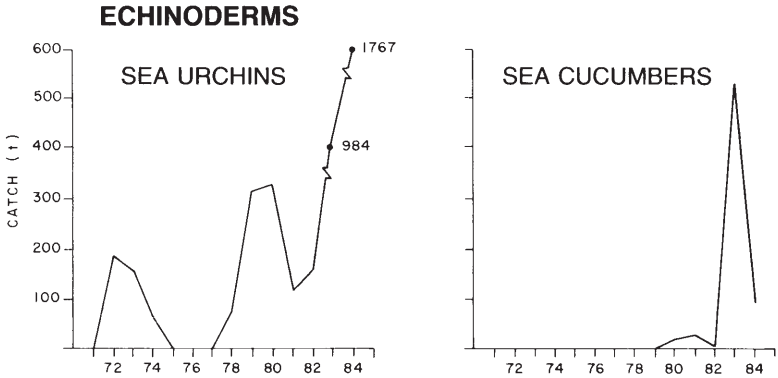 ECHINODERMS
SEA URCHINS
SEA CUCUMBERS
CATCH (t)
600
500
400
300
200
100
1767
984
72 74 76 78 80 82 84
72 74 76 78 80 82 84